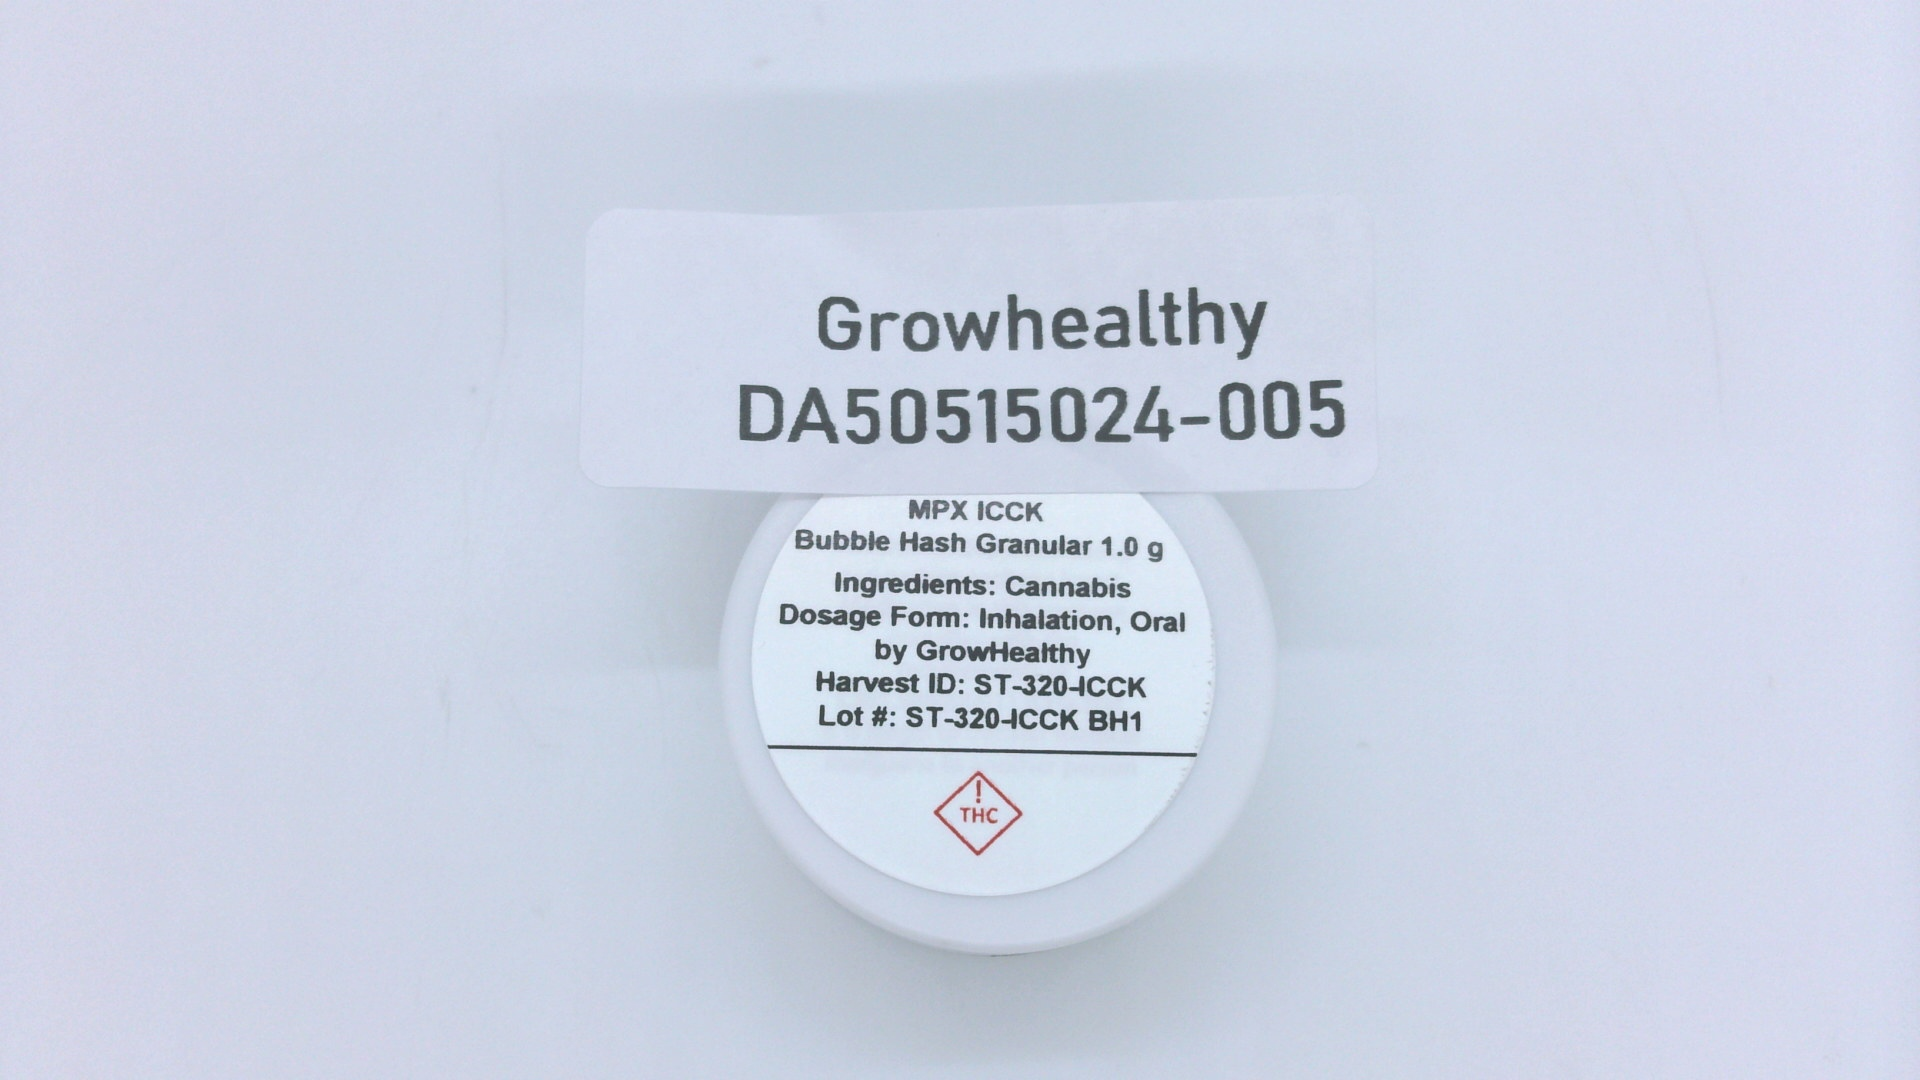 Growhealthy
DA50515024-005
MPX ICCK
Bubble Hash Granular 1.0 g
Ingredients: Cannabis
Dosage Form: Inhalation, Oral
by GrowHealthy
Harvest ID: ST-320-ICCK
Lot #: ST-320-ICCK BH1
!
THC